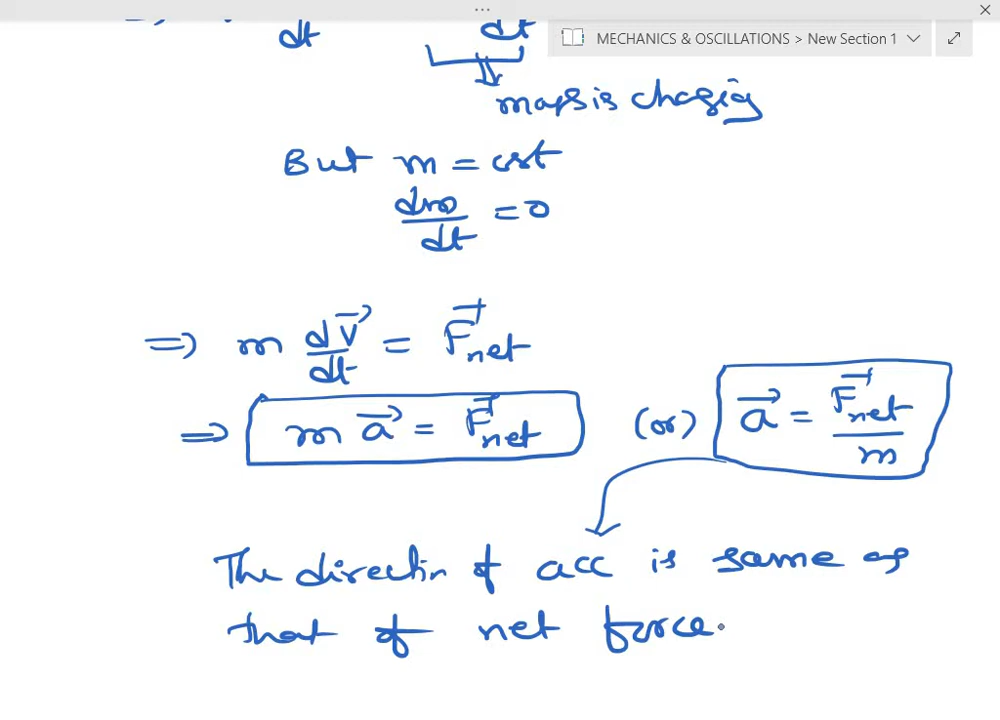 MECHANICS & OSCILLATIONS > New Section 1
=> dt dt
mass is changing
But m = cst
dm/dt = 0
=> m dv⃗/dt = F⃗net
=> m a⃗ = F⃗net (or) a⃗ = F⃗net/m
The direction of acc is same as
that of net force.